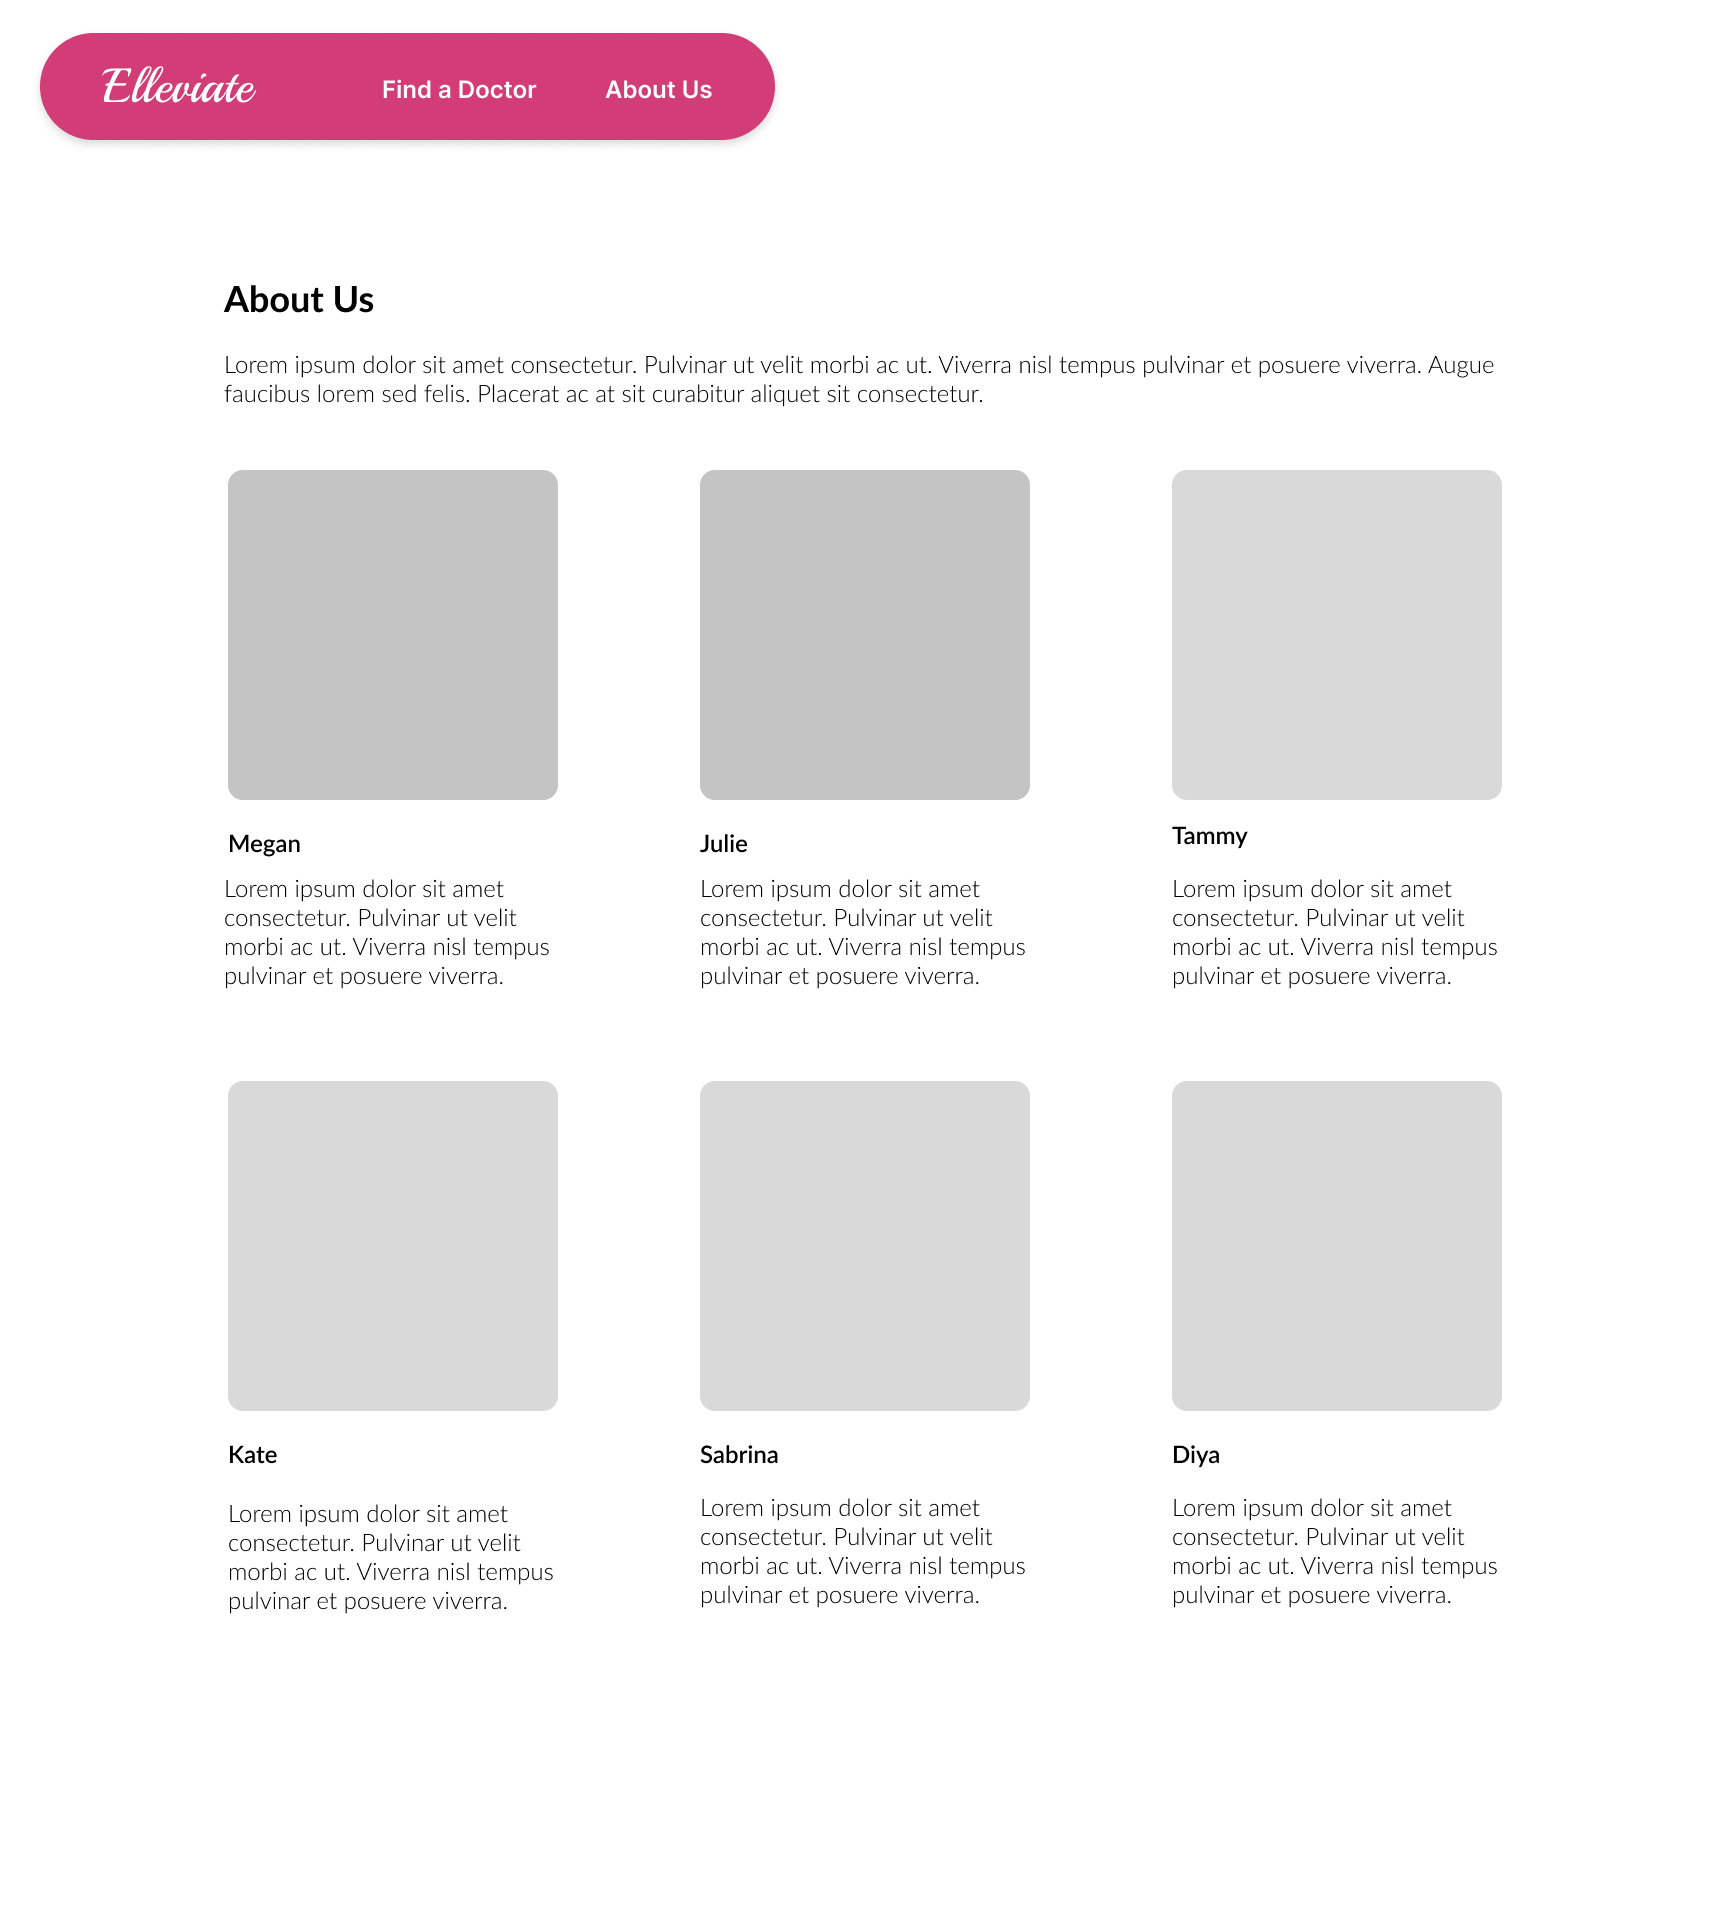 Elleviate
Find a Doctor
About Us
About Us
Lorem ipsum dolor sit amet consectetur. Pulvinar ut velit morbi ac ut. Viverra nisl tempus pulvinar et posuere viverra. Augue
faucibus lorem sed felis. Placerat ac at sit curabitur aliquet sit consectetur.
Megan
Lorem ipsum dolor sit amet
consectetur. Pulvinar ut velit
morbi ac ut. Viverra nisl tempus
pulvinar et posuere viverra.
Julie
Lorem ipsum dolor sit amet
consectetur. Pulvinar ut velit
morbi ac ut. Viverra nisl tempus
pulvinar et posuere viverra.
Tammy
Lorem ipsum dolor sit amet
consectetur. Pulvinar ut velit
morbi ac ut. Viverra nisl tempus
pulvinar et posuere viverra.
Kate
Lorem ipsum dolor sit amet
consectetur. Pulvinar ut velit
morbi ac ut. Viverra nisl tempus
pulvinar et posuere viverra.
Sabrina
Lorem ipsum dolor sit amet
consectetur. Pulvinar ut velit
morbi ac ut. Viverra nisl tempus
pulvinar et posuere viverra.
Diya
Lorem ipsum dolor sit amet
consectetur. Pulvinar ut velit
morbi ac ut. Viverra nisl tempus
pulvinar et posuere viverra.